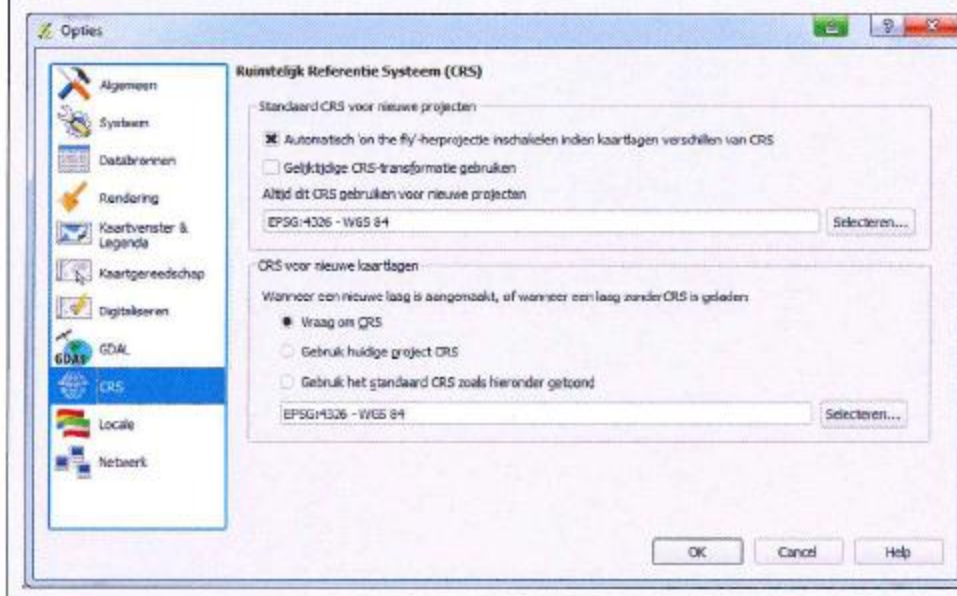 Opties
Algemeen
Systeem
Databronnen
Rendering
Kaartvenster &
Legenda
Kaartgereedschap
Digitaliseren
GDAL
GDAL
CRS
Locale
Netwerk
Ruimtelijk Referentie Systeem (CRS)
Standaard CRS voor nieuwe projecten
Automatisch 'on the fly'-herprojectie inschakelen indien kaartlagen verschillen van CRS
Gelijktijdige CRS-transformatie gebruiken
Altijd dit CRS gebruiken voor nieuwe projecten
EPSG:4326 - WGS 84
Selecteren...
CRS voor nieuwe kaartlagen
Wanneer een nieuwe laag is aangemaakt, of wanneer een laag zonder CRS is geladen
Vraag om CRS
Gebruik huidige project CRS
Gebruik het standaard CRS zoals hieronder getoond
EPSG:4326 - WGS 84
Selecteren...
OK
Cancel
Help